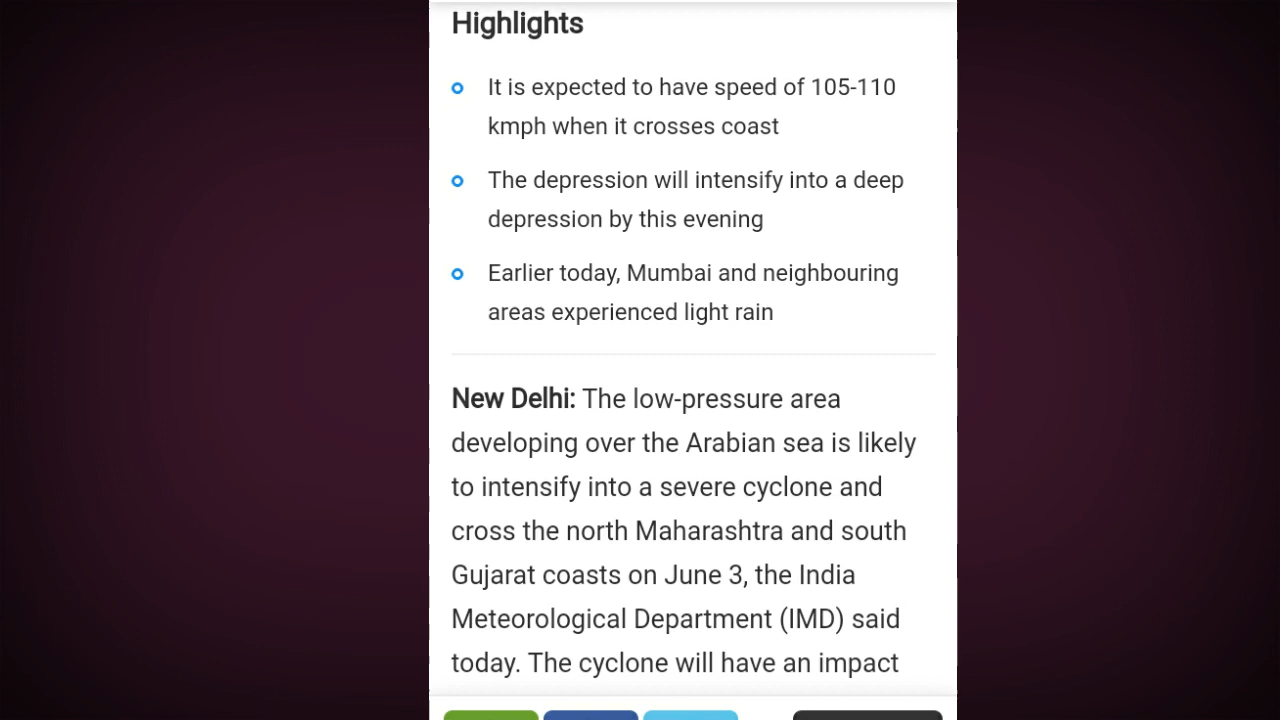 Highlights
It is expected to have speed of 105-110
kmph when it crosses coast
The depression will intensify into a deep
depression by this evening
Earlier today, Mumbai and neighbouring
areas experienced light rain
New Delhi: The low-pressure area
developing over the Arabian sea is likely
to intensify into a severe cyclone and
cross the north Maharashtra and south
Gujarat coasts on June 3, the India
Meteorological Department (IMD) said
today. The cyclone will have an impact